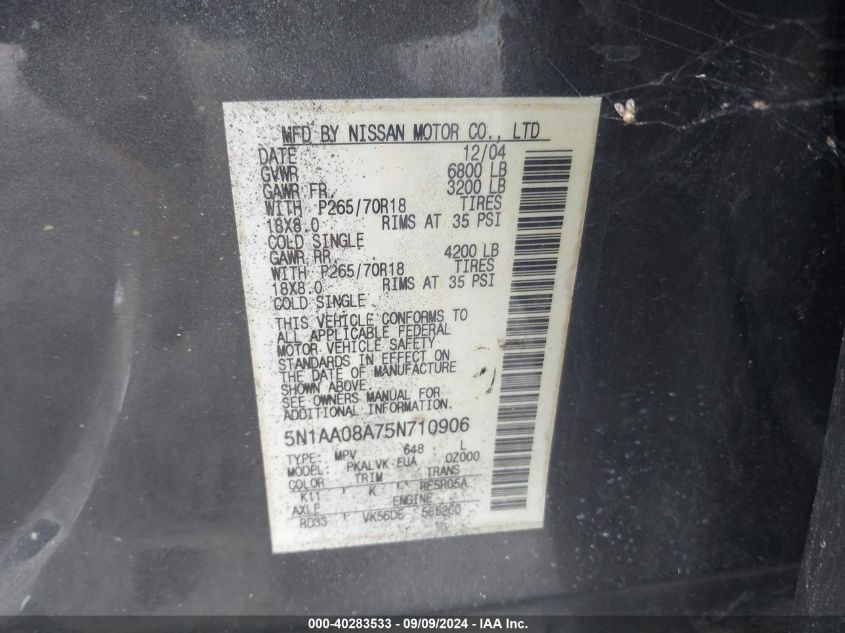 MFD BY NISSAN MOTOR CO., LTD
DATE 12/04
GVWR 6800 LB
GAWR FR. 3200 LB
WITH P265/70R18 TIRES
18X8.0 RIMS AT 35 PSI
COLD SINGLE
GAWR RR 4200 LB
WITH P265/70R18 TIRES
18X8.0 RIMS AT 35 PSI
COLD SINGLE
THIS VEHICLE CONFORMS TO
ALL APPLICABLE FEDERAL
MOTOR VEHICLE SAFETY
STANDARDS IN EFFECT ON
THE DATE OF MANUFACTURE
SHOWN ABOVE.
SEE OWNERS MANUAL FOR
ADDITIONAL INFORMATION.
5N1AA08A75N710906
TYPE: MPV 648 L
MODEL: PKALVK-EUA OZ000
COLOR TRIM TRANS
K11 K RE5R05A
AXLE ENGINE
RD33 VK56DE
000-40283533 - 09/09/2024 - IAA Inc.